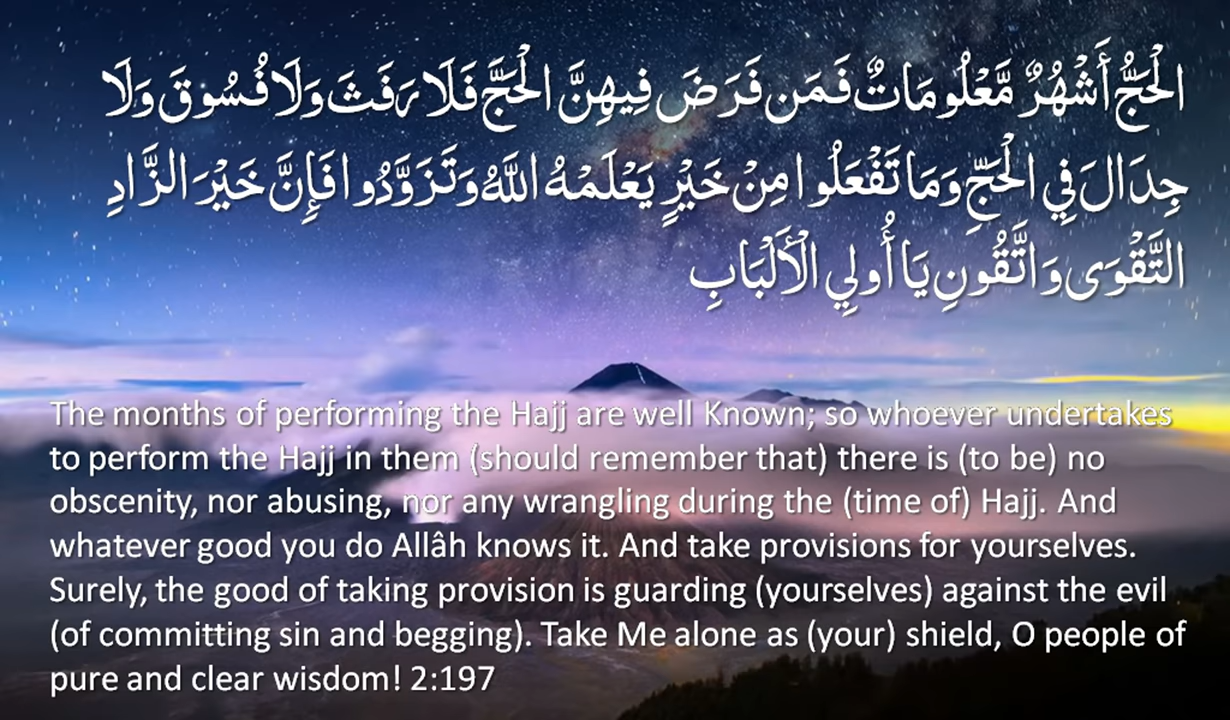 الْحَجُّ أَشْهُرٌ مَّعْلُومَاتٌ فَمَن فَرَضَ فِيهِنَّ الْحَجَّ فَلَا رَفَثَ وَلَا فُسُوقَ وَلَا
جِدَالَ فِي الْحَجِّ وَمَا تَفْعَلُوا مِنْ خَيْرٍ يَعْلَمْهُ اللَّهُ وَتَزَوَّدُوا فَإِنَّ خَيْرَ الزَّادِ
التَّقْوَى وَاتَّقُونِ يَا أُولِي الْأَلْبَابِ
The months of performing the Hajj are well Known; so whoever undertakes
to perform the Hajj in them (should remember that) there is (to be) no
obscenity, nor abusing, nor any wrangling during the (time of) Hajj. And
whatever good you do Allâh knows it. And take provisions for yourselves.
Surely, the good of taking provision is guarding (yourselves) against the evil
(of committing sin and begging). Take Me alone as (your) shield, O people of
pure and clear wisdom! 2:197